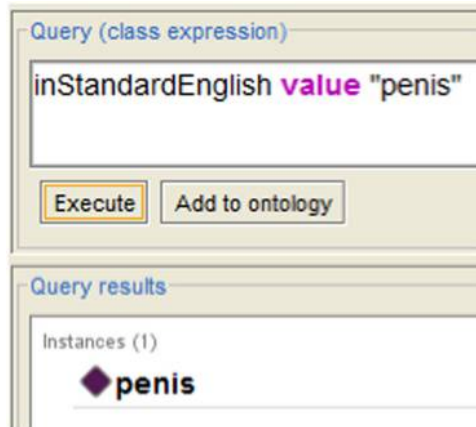 Query (class expression)
inStandardEnglish value "penis"
Execute
Add to ontology
Query results
Instances (1)
penis